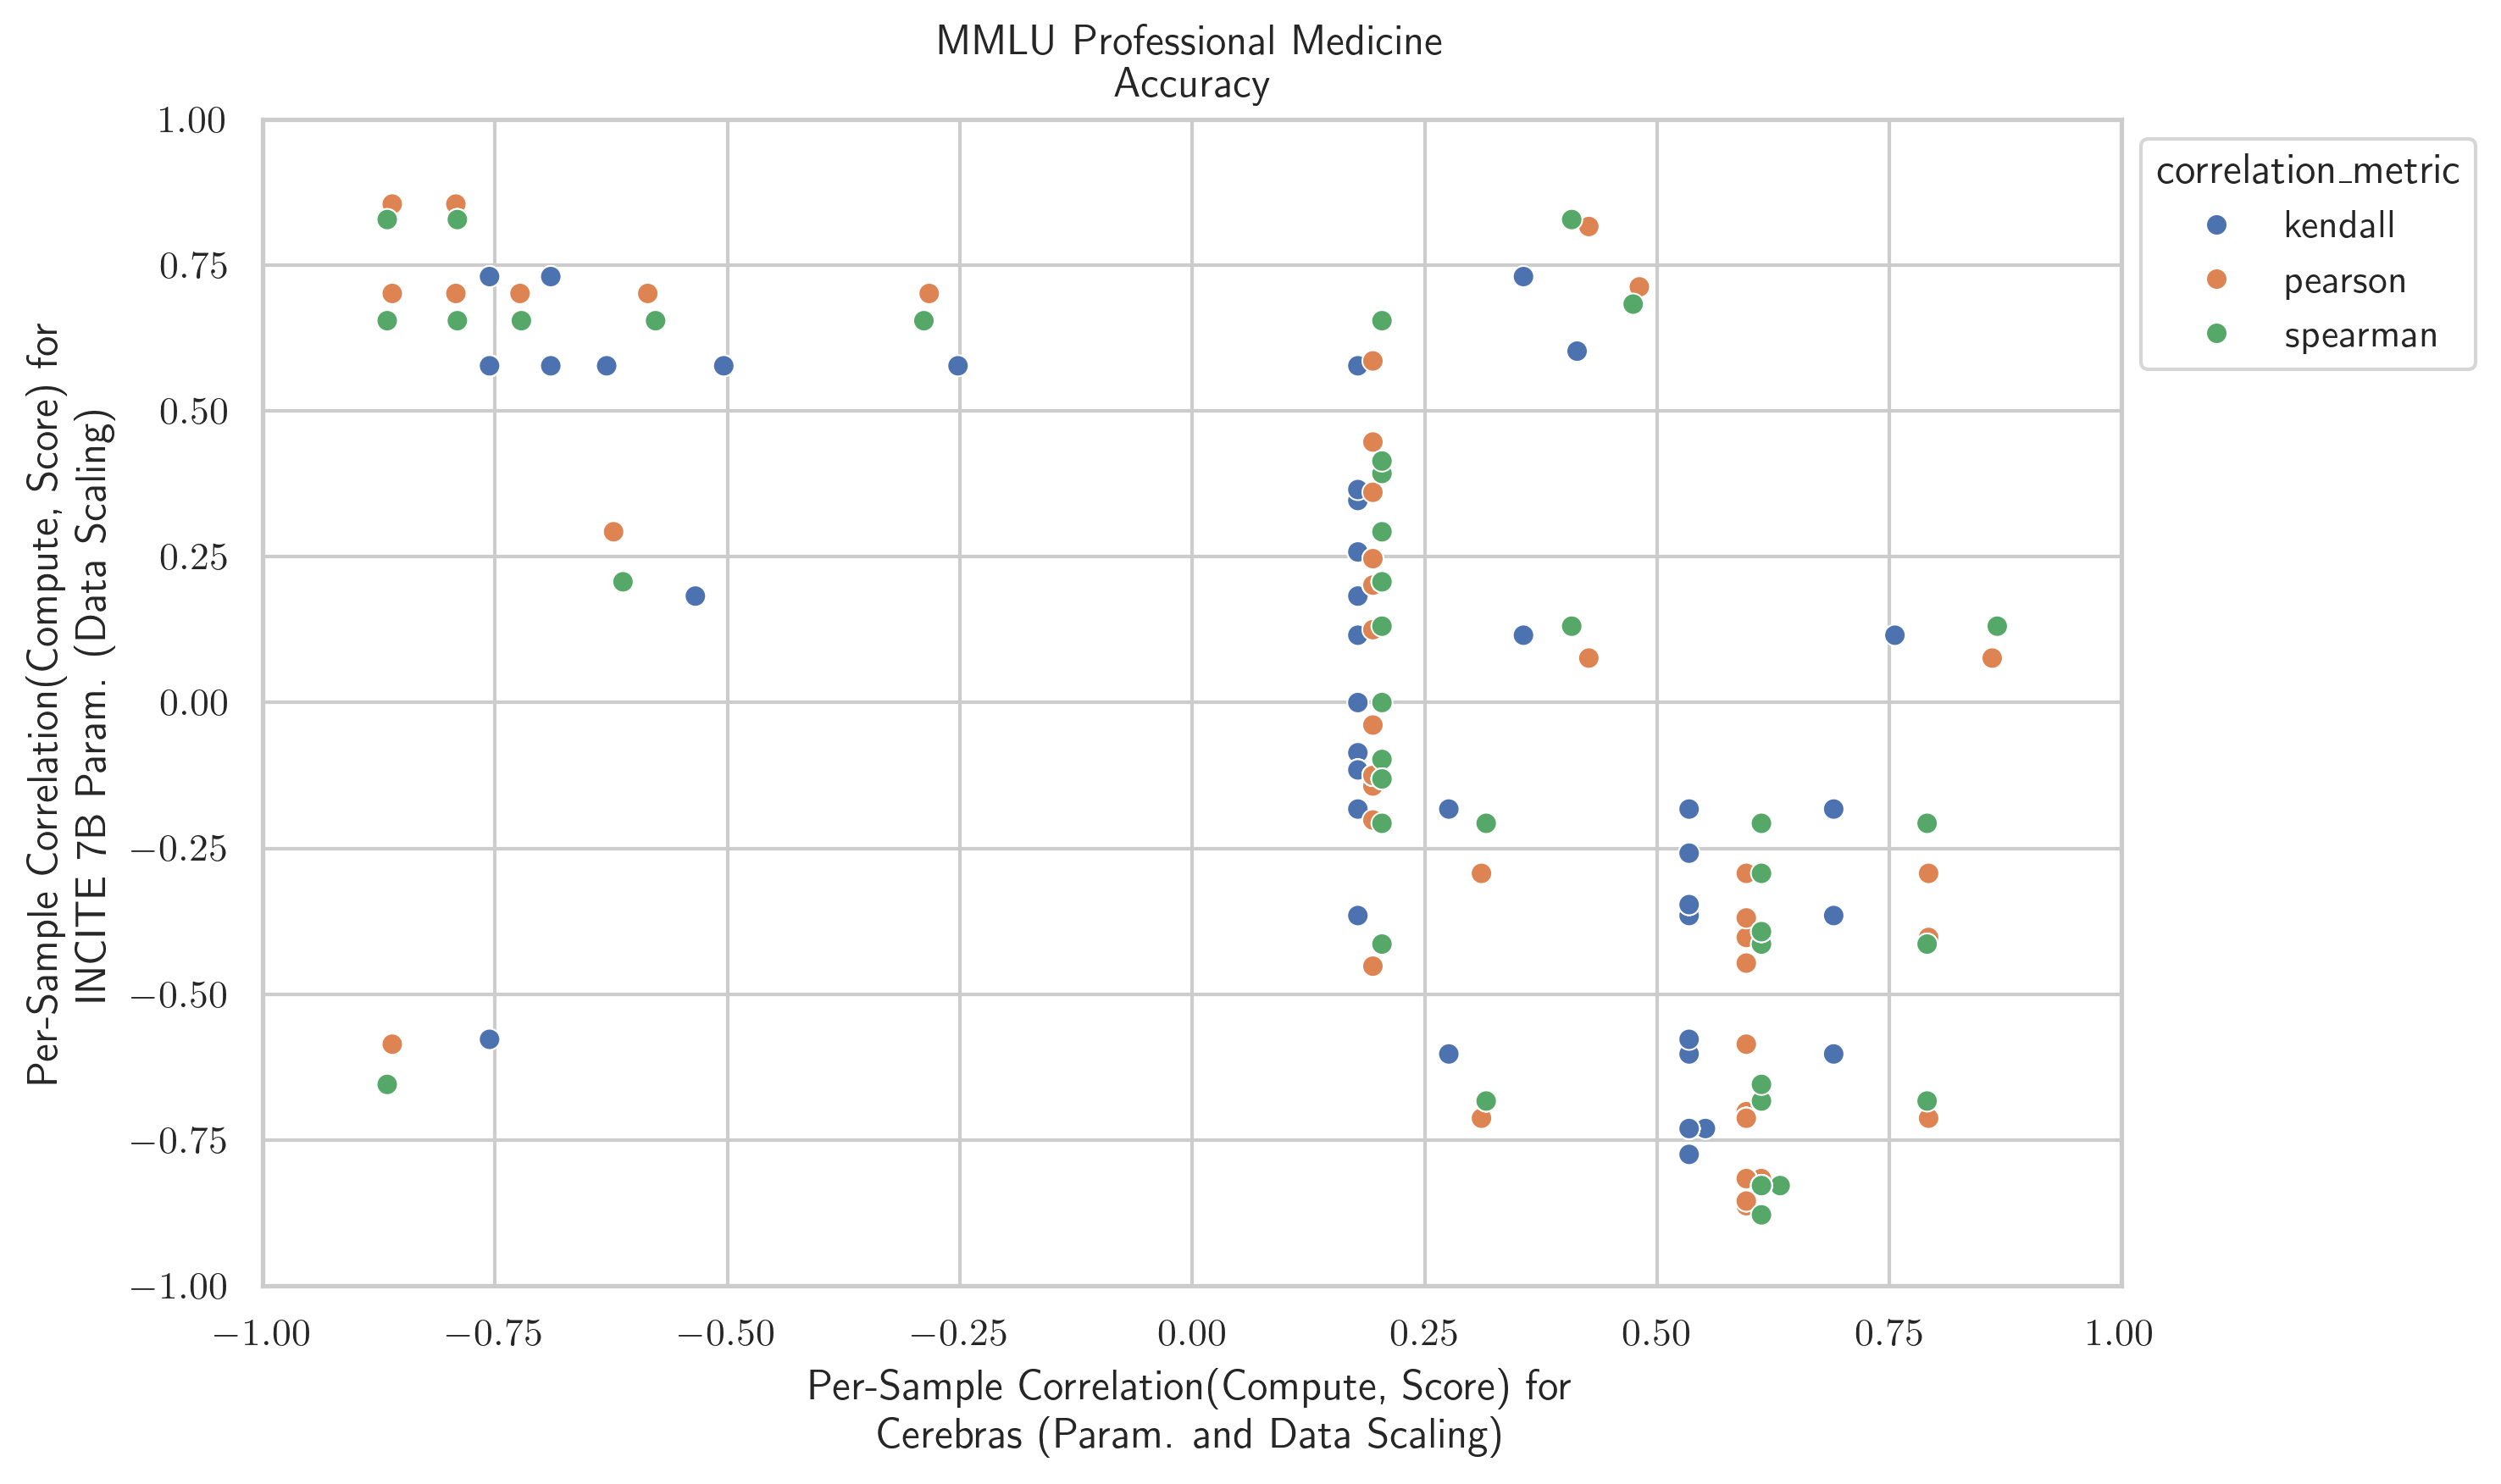 MMLU Professional Medicine
Accuracy
Per-Sample Correlation(Compute, Score) for
INCITE 7B Param. (Data Scaling)
1.00
0.75
0.50
0.25
0.00
−0.25
−0.50
−0.75
−1.00
−1.00 −0.75 −0.50 −0.25 0.00 0.25 0.50 0.75 1.00
Per-Sample Correlation(Compute, Score) for
Cerebras (Param. and Data Scaling)
correlation_metric
kendall
pearson
spearman